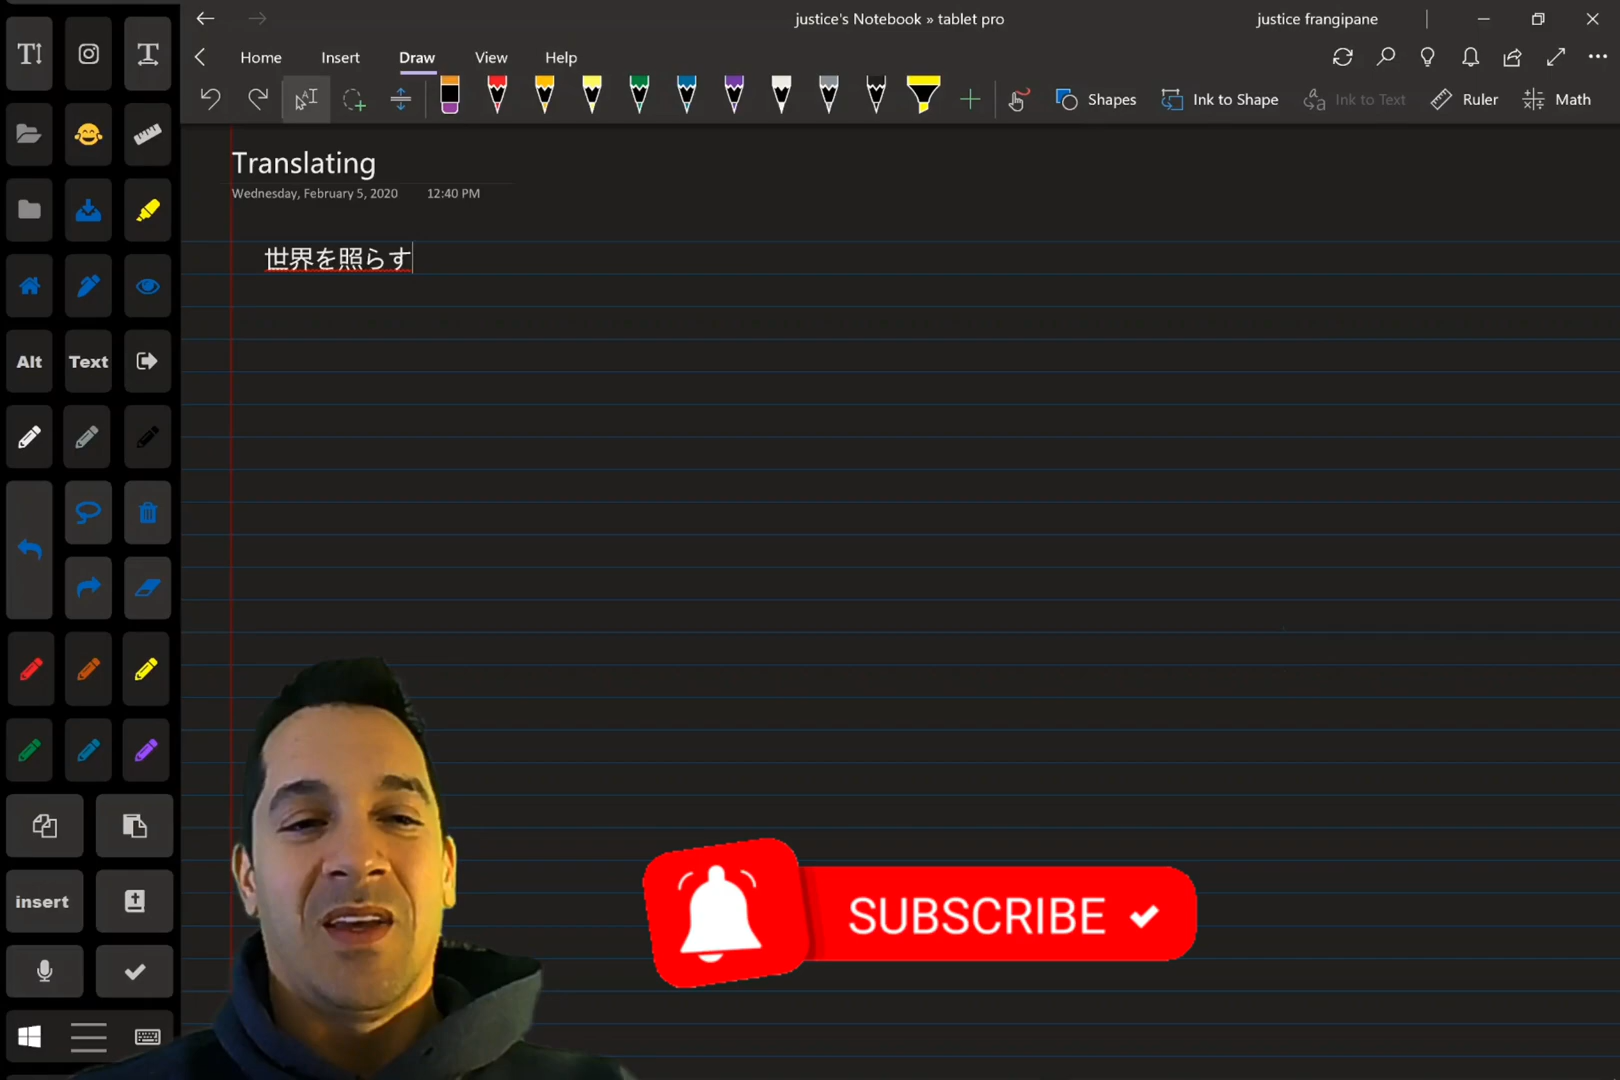 justice's Notebook » tablet pro
justice frangipane
Home Insert Draw View Help
Shapes Ink to Shape Ink to Text Ruler Math
Translating
Wednesday, February 5, 2020 12:40 PM
世界を照らす
Alt Text
insert
SUBSCRIBE